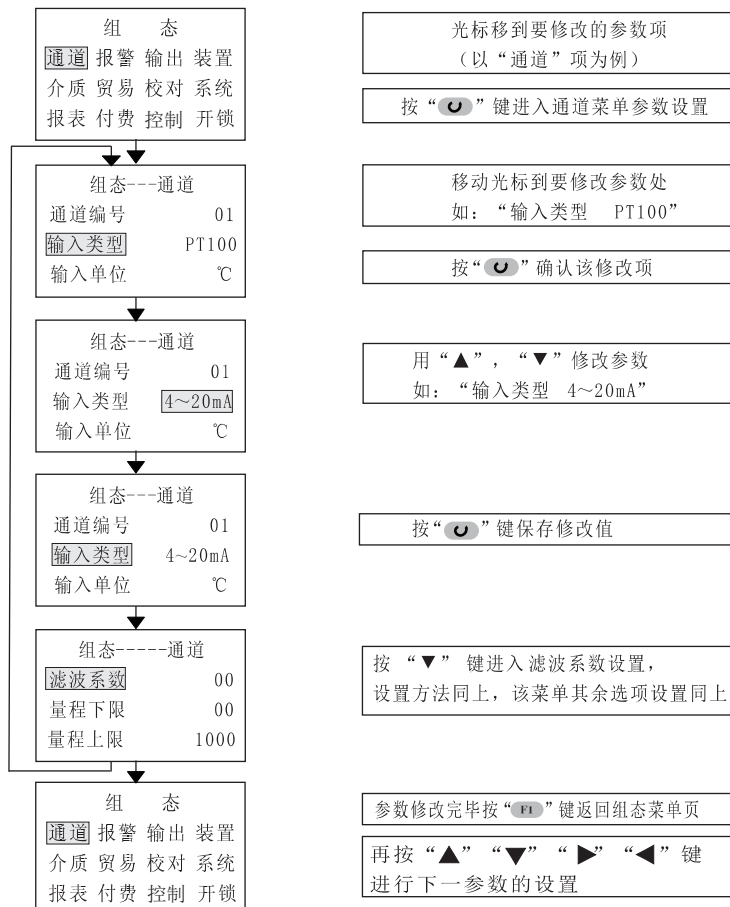 组 态
通道 报警 输出 装置
介质 贸易 校对 系统
报表 付费 控制 开锁
光标移到要修改的参数项
（以“通道”项为例）
按“ ”键进入通道菜单参数设置
组态---通道
通道编号 01
输入类型 PT100
输入单位 ℃
移动光标到要修改参数处
如：“输入类型 PT100”
按“ ”确认该修改项
组态---通道
通道编号 01
输入类型 4～20mA
输入单位 ℃
用“▲”，“▼”修改参数
如：“输入类型 4～20mA”
组态---通道
通道编号 01
输入类型 4～20mA
输入单位 ℃
按“ ”键保存修改值
组态-----通道
滤波系数 00
量程下限 00
量程上限 1000
按 “▼” 键进入滤波系数设置，
设置方法同上，该菜单其余选项设置同上
组 态
通道 报警 输出 装置
介质 贸易 校对 系统
报表 付费 控制 开锁
参数修改完毕按“F1”键返回组态菜单页
再按“▲”“▼”“▶”“◀”键
进行下一参数的设置